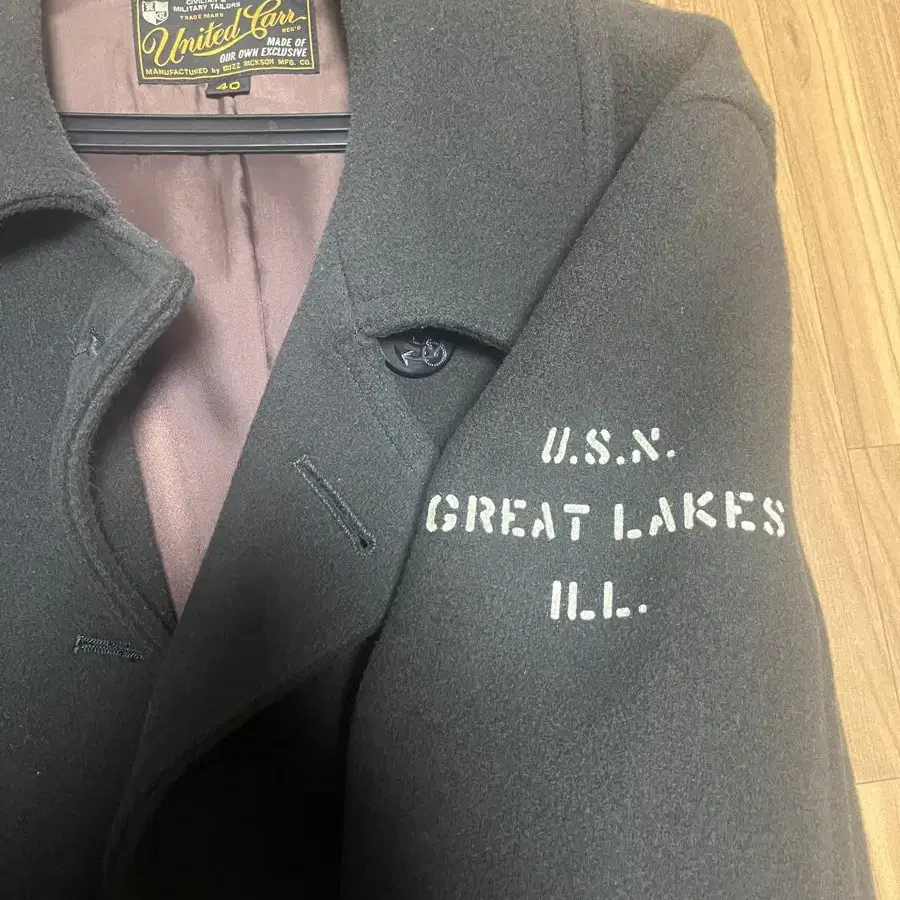 CIVILIAN &
MILITARY TAILORS
TRADE MARK
United Carr
REG'D
MADE OF
OUR OWN EXCLUSIVE
MANUFACTURED by BUZZ RICKSON MFG. CO.
40
U.S.N.
GREAT LAKES
ILL.